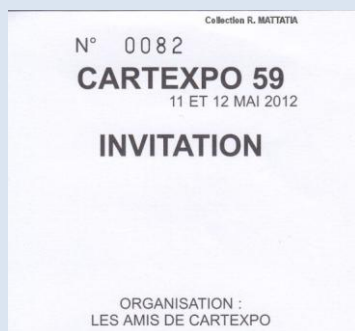 Collection R. MATTATIA
N° 0082
CARTEXPO 59
11 ET 12 MAI 2012
INVITATION
ORGANISATION :
LES AMIS DE CARTEXPO